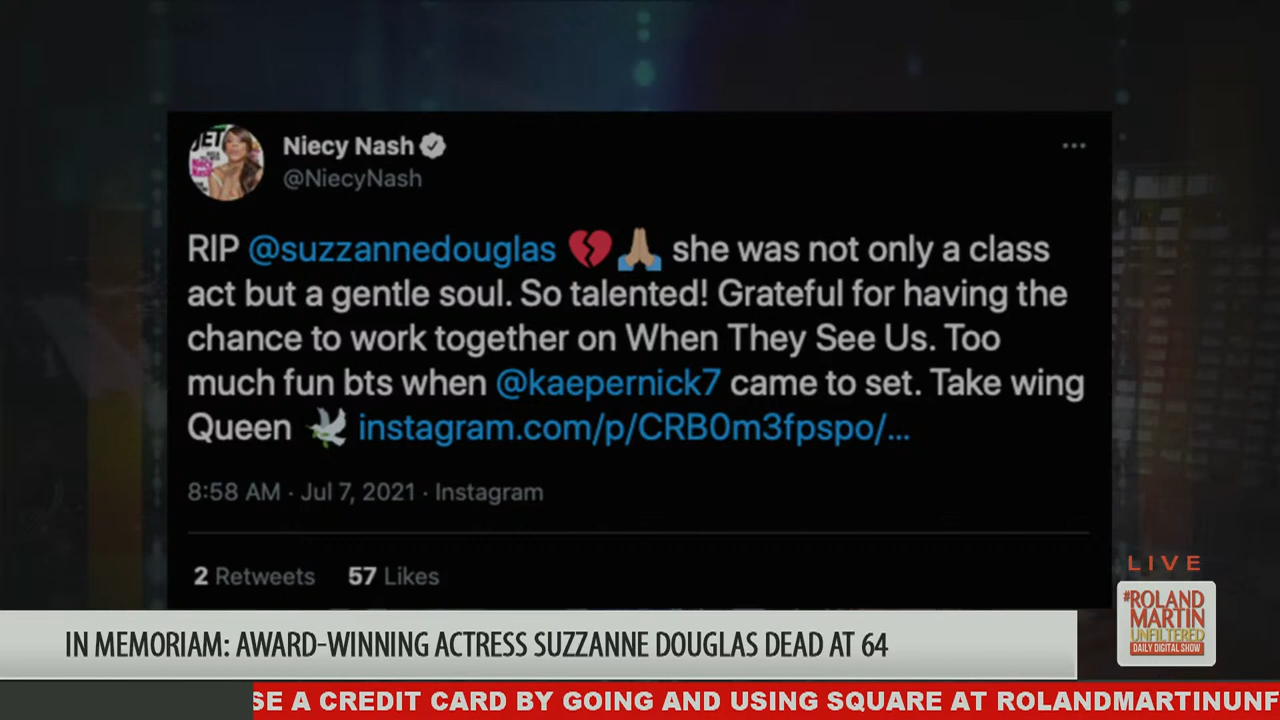 JET
Niecy Nash
@NiecyNash
RIP @suzzannedouglas 💔🙏🏽 she was not only a class
act but a gentle soul. So talented! Grateful for having the
chance to work together on When They See Us. Too
much fun bts when @kaepernick7 came to set. Take wing
Queen 🕊️ instagram.com/p/CRB0m3fpspo/...
8:58 AM · Jul 7, 2021 · Instagram
2 Retweets 57 Likes
LIVE
#ROLAND
MARTIN
UNFILTERED
DAILY DIGITAL SHOW
IN MEMORIAM: AWARD-WINNING ACTRESS SUZZANNE DOUGLAS DEAD AT 64
SE A CREDIT CARD BY GOING AND USING SQUARE AT ROLANDMARTINUNF